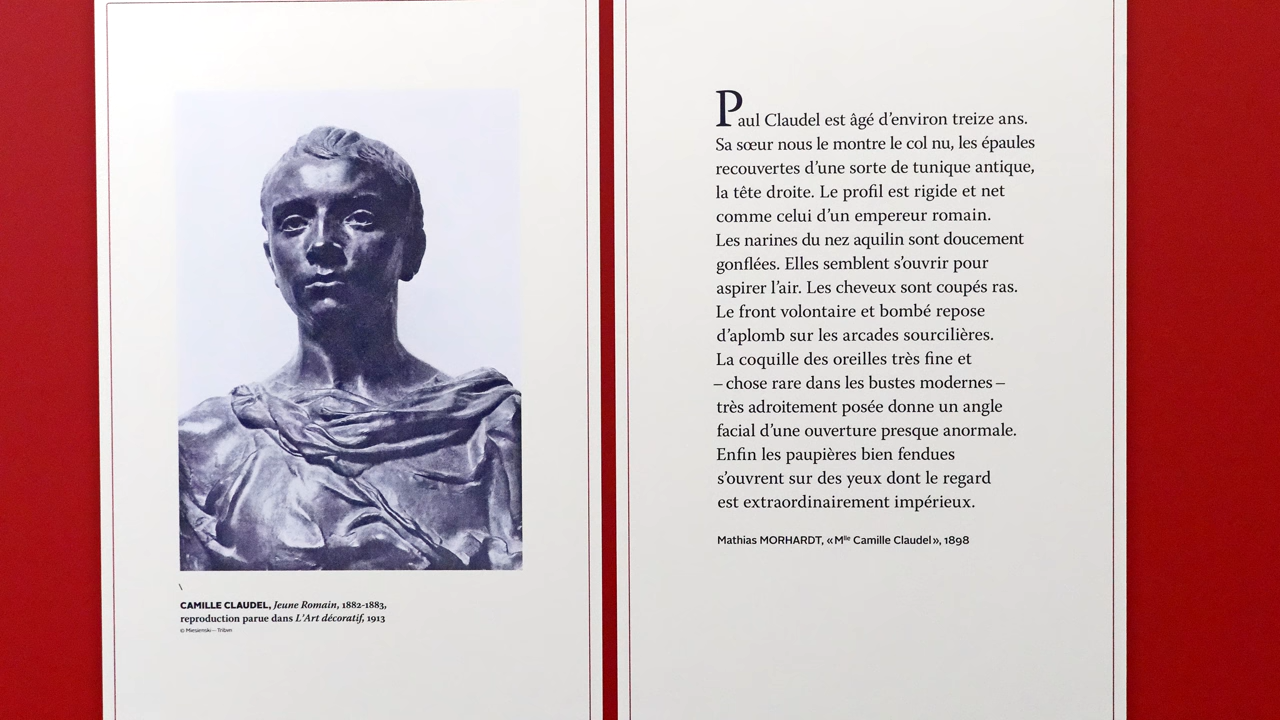 \
CAMILLE CLAUDEL, Jeune Romain, 1882-1883,
reproduction parue dans L'Art décoratif, 1913
Paul Claudel est âgé d'environ treize ans.
Sa sœur nous le montre le col nu, les épaules
recouvertes d'une sorte de tunique antique,
la tête droite. Le profil est rigide et net
comme celui d'un empereur romain.
Les narines du nez aquilin sont doucement
gonflées. Elles semblent s'ouvrir pour
aspirer l'air. Les cheveux sont coupés ras.
Le front volontaire et bombé repose
d'aplomb sur les arcades sourcilières.
La coquille des oreilles très fine et
– chose rare dans les bustes modernes –
très adroitement posée donne un angle
facial d'une ouverture presque anormale.
Enfin les paupières bien fendues
s'ouvrent sur des yeux dont le regard
est extraordinairement impérieux.
Mathias MORHARDT, « Mlle Camille Claudel », 1898